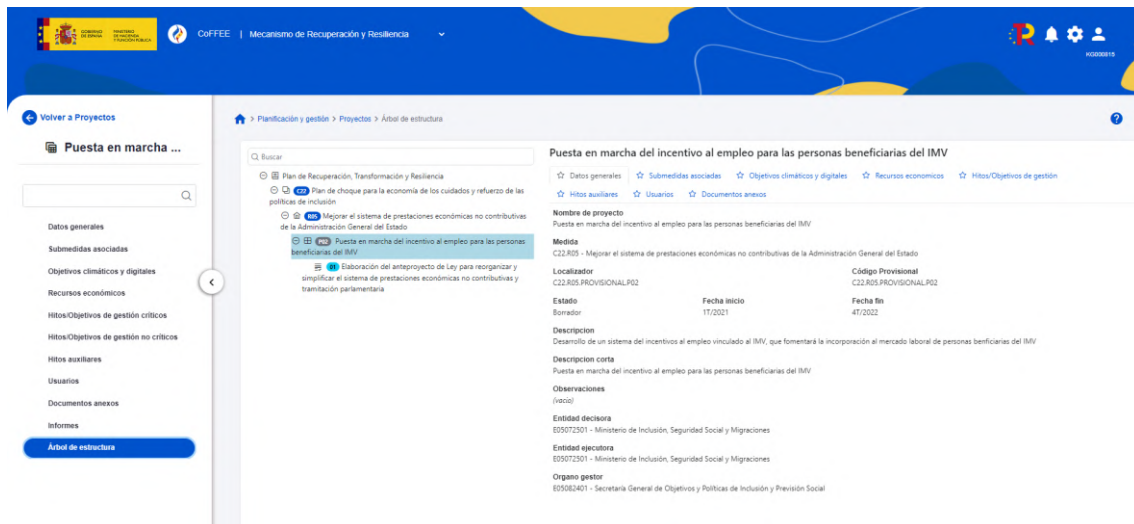 GOBIERNO DE ESPAÑA
MINISTERIO DE HACIENDA Y FUNCIÓN PÚBLICA
CoFFEE | Mecanismo de Recuperación y Resiliencia
KG000815
Volver a Proyectos
Puesta en marcha ...
Datos generales
Submedidas asociadas
Objetivos climáticos y digitales
Recursos económicos
Hitos/Objetivos de gestión críticos
Hitos/Objetivos de gestión no críticos
Hitos auxiliares
Usuarios
Documentos anexos
Informes
Árbol de estructura
> Planificación y gestión > Proyectos > Árbol de estructura
Buscar
Plan de Recuperación, Transformación y Resiliencia
C22 Plan de choque para la economía de los cuidados y refuerzo de las
políticas de inclusión
R05 Mejorar el sistema de prestaciones económicas no contributivas
de la Administración General del Estado
P02 Puesta en marcha del incentivo al empleo para las personas
beneficiarias del IMV
01 Elaboración del anteproyecto de Ley para reorganizar y
simplificar el sistema de prestaciones económicas no contributivas y
tramitación parlamentaria
Puesta en marcha del incentivo al empleo para las personas beneficiarias del IMV
Datos generales Submedidas asociadas Objetivos climáticos y digitales Recursos economicos Hitos/Objetivos de gestión
Hitos auxiliares Usuarios Documentos anexos
Nombre de proyecto
Puesta en marcha del incentivo al empleo para las personas beneficiarias del IMV
Medida
C22.R05 - Mejorar el sistema de prestaciones económicas no contributivas de la Administración General del Estado
Localizador Código Provisional
C22.R05.PROVISIONAL.P02 C22.R05.PROVISIONAL.P02
Estado Fecha inicio Fecha fin
Borrador 1T/2021 4T/2022
Descripcion
Desarrollo de un sistema del incentivos al empleo vinculado al IMV, que fomentará la incorporación al mercado laboral de personas benficiarias del IMV
Descripcion corta
Puesta en marcha del incentivo al empleo para las personas beneficiarias del IMV
Observaciones
(vacio)
Entidad decisora
E05072501 - Ministerio de Inclusión, Seguridad Social y Migraciones
Entidad ejecutora
E05072501 - Ministerio de Inclusión, Seguridad Social y Migraciones
Organo gestor
E05082401 - Secretaría General de Objetivos y Políticas de Inclusión y Previsión Social